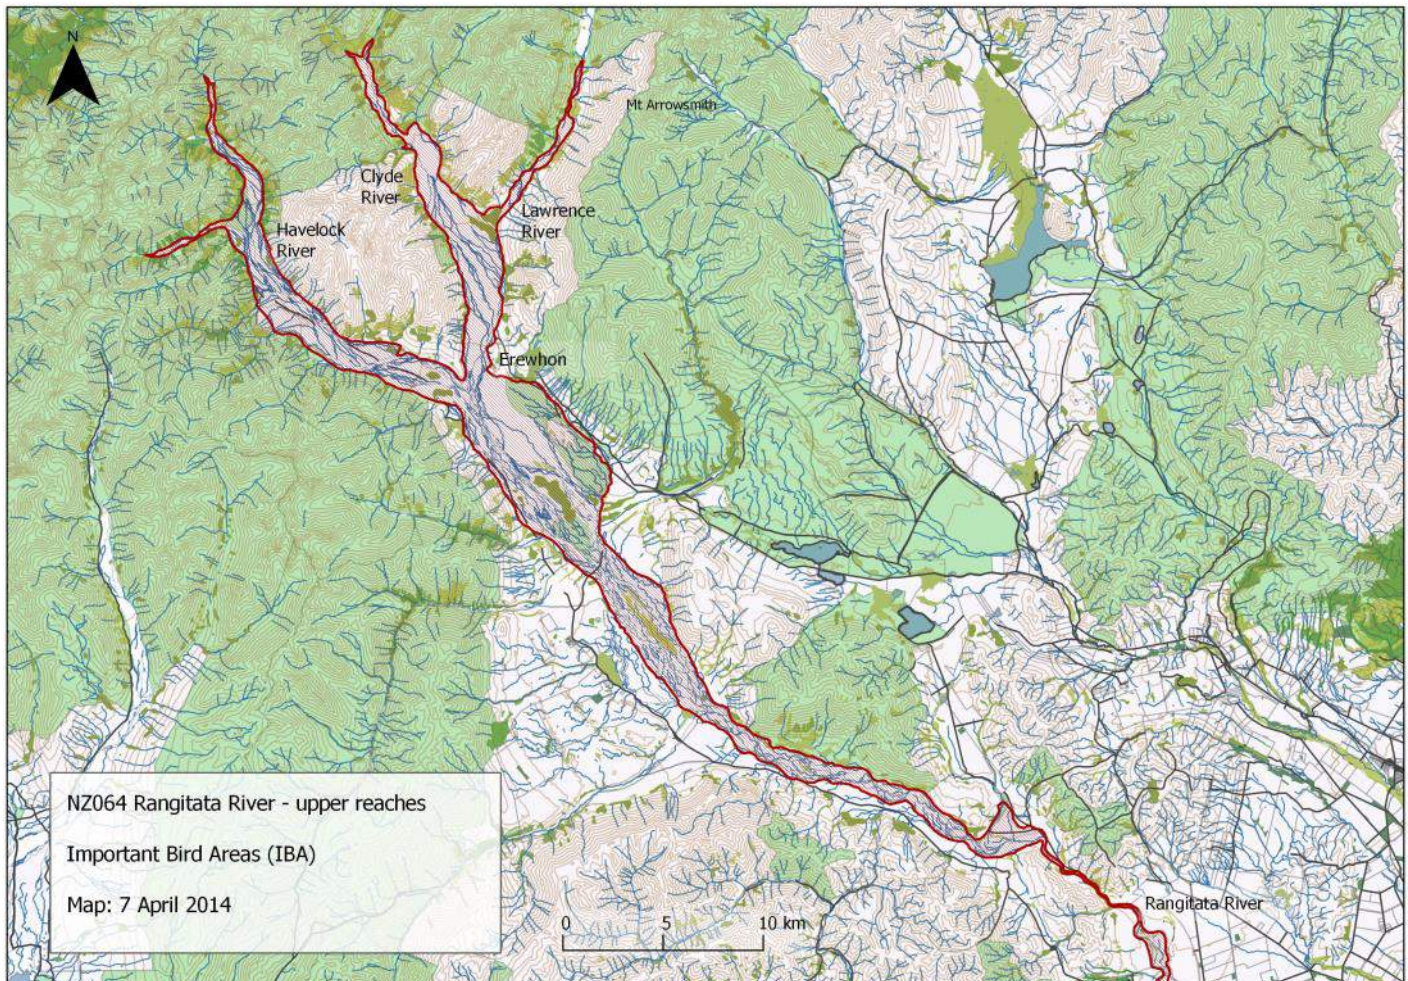 N
Mt Arrowsmith
Clyde
River
Lawrence
River
Havelock
River
Erewhon
NZ064 Rangitata River - upper reaches
Important Bird Areas (IBA)
Map: 7 April 2014
0 5 10 km
Rangitata River